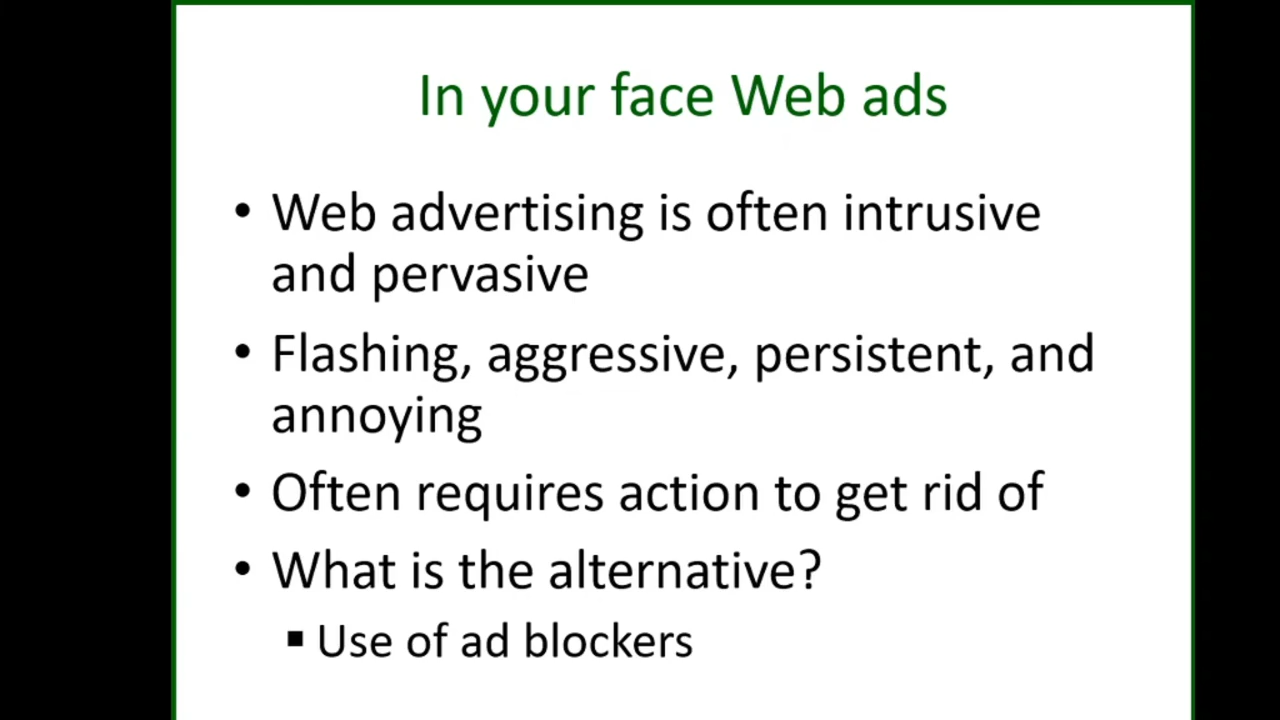 In your face Web ads
• Web advertising is often intrusive
and pervasive
• Flashing, aggressive, persistent, and
annoying
• Often requires action to get rid of
• What is the alternative?
▪ Use of ad blockers